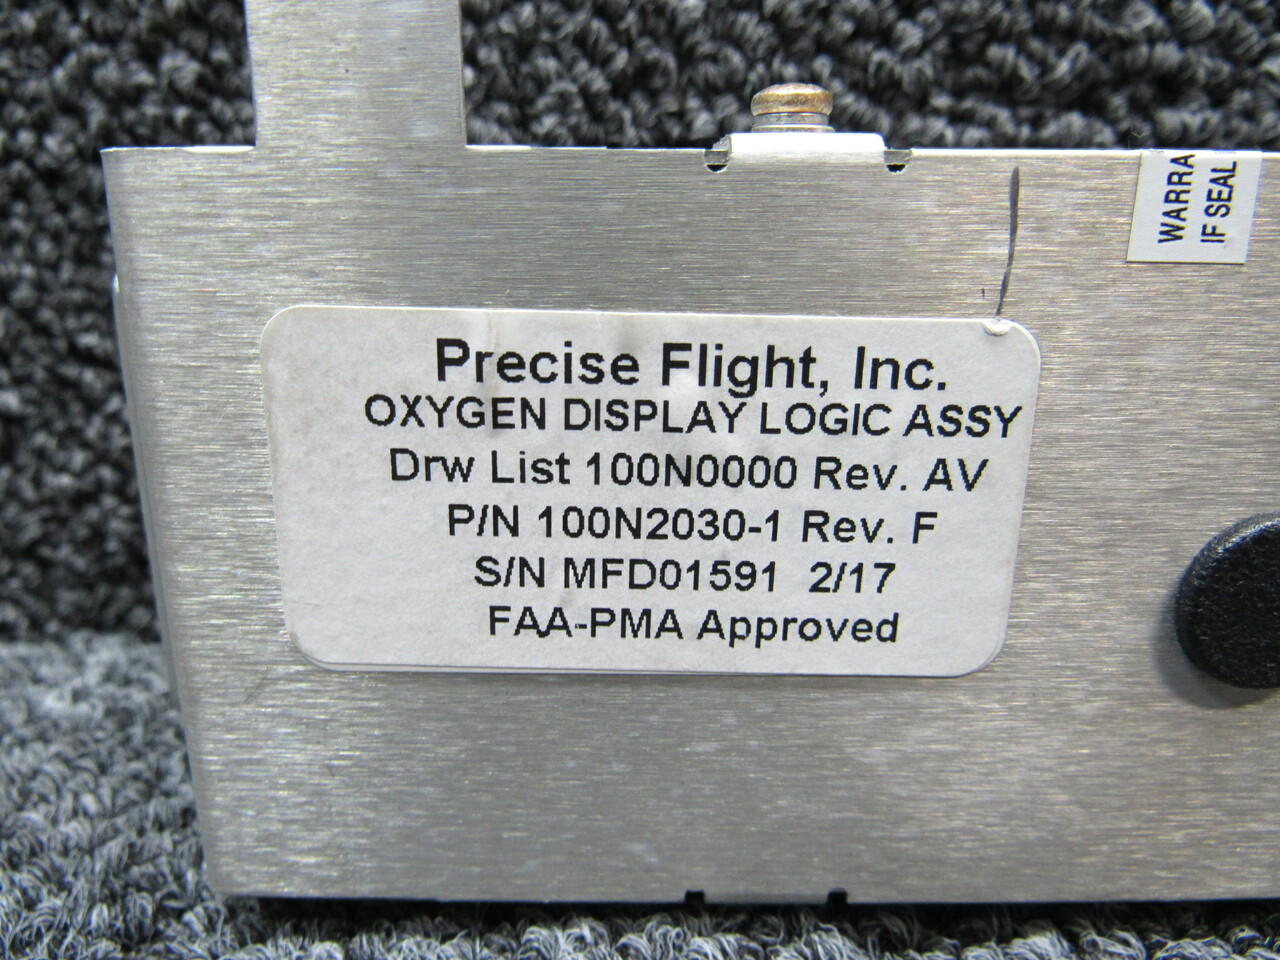 Precise Flight, Inc.
OXYGEN DISPLAY LOGIC ASSY
Drw List 100N0000 Rev. AV
P/N 100N2030-1 Rev. F
S/N MFD01591 2/17
FAA-PMA Approved
WARRA
IF SEAL